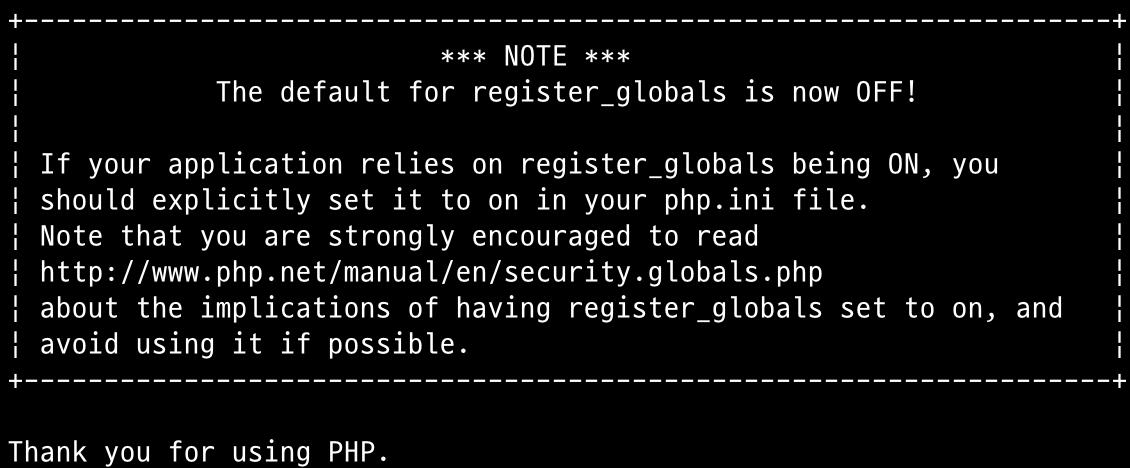 +--------------------------------------------------------------------+
|                          *** NOTE ***                              |
|            The default for register_globals is now OFF!            |
|                                                                    |
| If your application relies on register_globals being ON, you       |
| should explicitly set it to on in your php.ini file.               |
| Note that you are strongly encouraged to read                      |
| http://www.php.net/manual/en/security.globals.php                  |
| about the implications of having register_globals set to on, and   |
| avoid using it if possible.                                        |
+--------------------------------------------------------------------+

Thank you for using PHP.